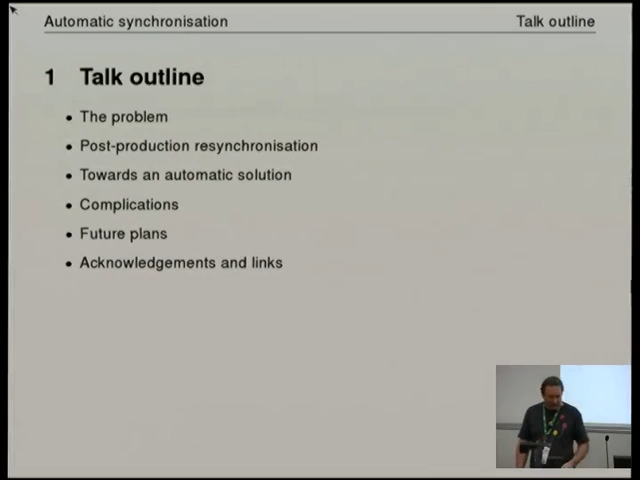 Automatic synchronisation
Talk outline
1 Talk outline
• The problem
• Post-production resynchronisation
• Towards an automatic solution
• Complications
• Future plans
• Acknowledgements and links